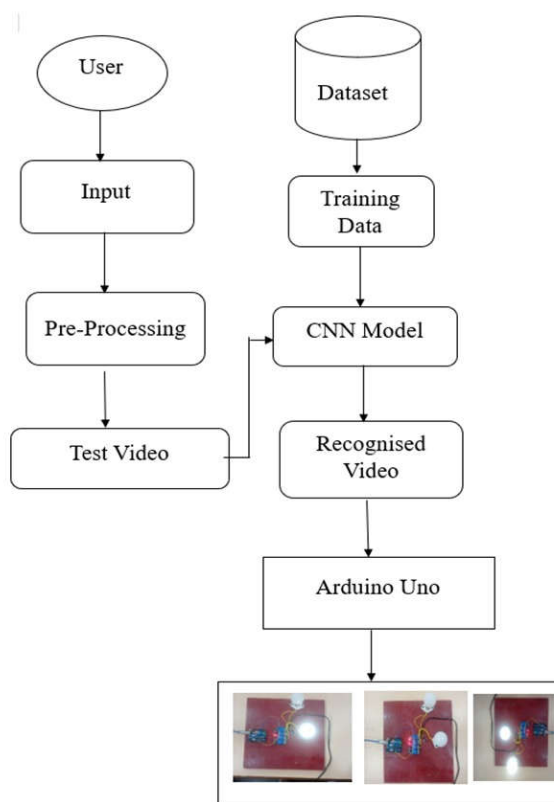 User
Dataset
Input
Training
Data
Pre-Processing
CNN Model
Test Video
Recognised
Video
Arduino Uno